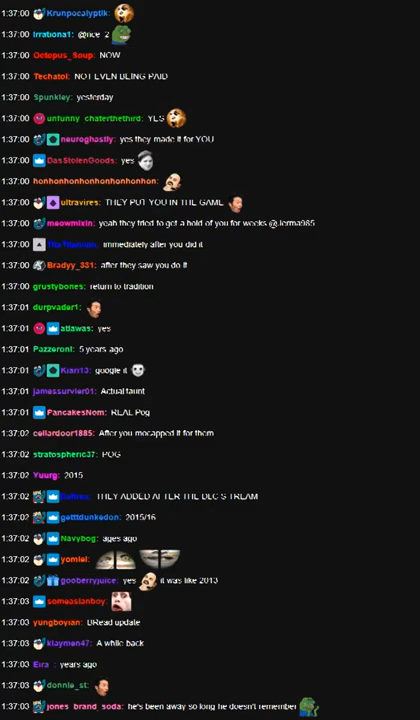 1:37:00 Krunpocalyptik:
1:37:00 Irrational1: @rice_2
1:37:00 Octopus_Soup: NOW
1:37:00 Techatol: NOT EVEN BEING PAID
1:37:00 Spunkley: yesterday
1:37:00 unfunny_chaterthethird: YES
1:37:00 neuroghastly: yes they made it for YOU
1:37:00 DasStolenGoods: yes
1:37:00 honhonhonhonhonhonhonhon:
1:37:00 ultravires: THEY PUT YOU IN THE GAME
1:37:00 meowmixin: yeah they tried to get a hold of you for weeks @Jerma985
1:37:00 immediately after you did it
1:37:00 Bradyy_331: after they saw you do it
1:37:00 grustybones: return to tradition
1:37:01 durpvader1:
1:37:01 atlawas: yes
1:37:01 Pazzeroni: 5 years ago
1:37:01 Kiari13: google it
1:37:01 jamessurvler01: Actual taunt
1:37:01 PancakesNom: REAL Pog
1:37:02 cellardoor1885: After you mocapped it for them
1:37:02 stratospheric37: POG
1:37:02 Yuurg: 2015
1:37:02 THEY ADDED AFTER THE DLC STREAM
1:37:02 getttdunkedon: 2015/16
1:37:02 Navybog: ages ago
1:37:02 yomiel:
1:37:02 gooberryjuice: yes it was like 2013
1:37:03 someasianboy:
1:37:03 yungboyian: BRead update
1:37:03 klaymen47: A while back
1:37:03 Eira_: years ago
1:37:03 donnie_st:
1:37:03 jones_brand_soda: he's been away so long he doesn't remember